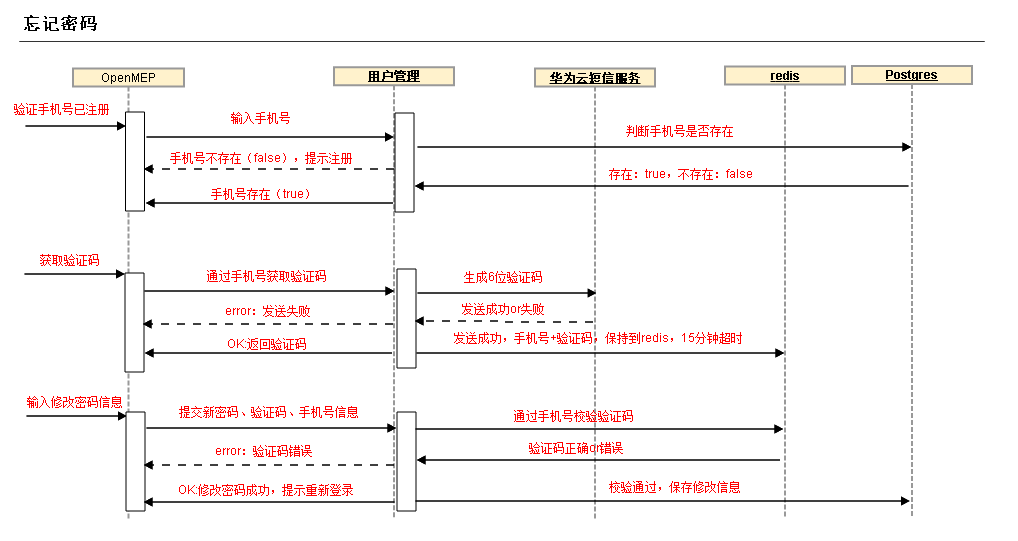 忘记密码
OpenMEP
用户管理
华为云短信服务
redis
Postgres
验证手机号已注册
输入手机号
判断手机号是否存在
手机号不存在（false），提示注册
存在：true，不存在：false
手机号存在（true）
获取验证码
通过手机号获取验证码
生成6位验证码
error：发送失败
发送成功or失败
OK:返回验证码
发送成功，手机号+验证码，保持到redis，15分钟超时
输入修改密码信息
提交新密码、验证码、手机号信息
通过手机号校验验证码
error：验证码错误
验证码正确or错误
OK:修改密码成功，提示重新登录
校验通过，保存修改信息